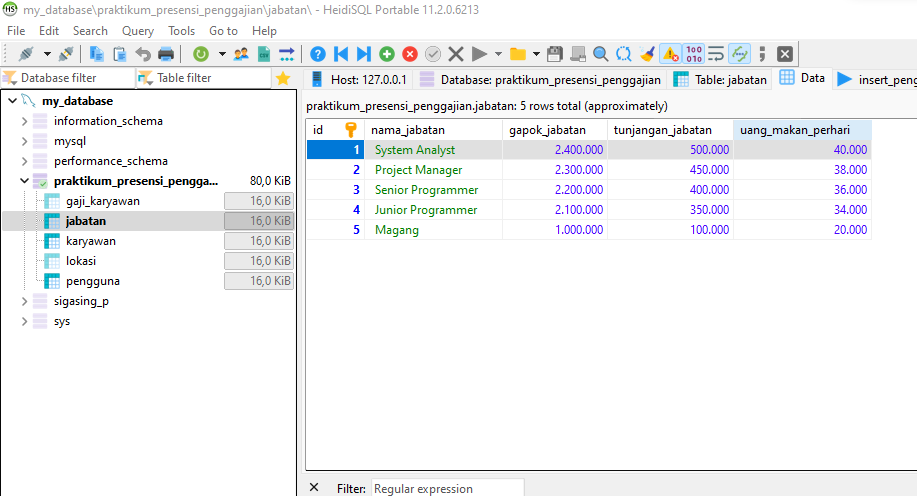 my_database\praktikum_presensi_penggajian\jabatan\ - HeidiSQL Portable 11.2.0.6213
File Edit Search Query Tools Go to Help
Database filter Table filter
Host: 127.0.0.1 Database: praktikum_presensi_penggajian Table: jabatan Data insert_peng
my_database
information_schema
mysql
performance_schema
praktikum_presensi_pengga... 80,0 KiB
gaji_karyawan 16,0 KiB
jabatan 16,0 KiB
karyawan 16,0 KiB
lokasi 16,0 KiB
pengguna 16,0 KiB
sigasing_p
sys
praktikum_presensi_penggajian.jabatan: 5 rows total (approximately)
id nama_jabatan gapok_jabatan tunjangan_jabatan uang_makan_perhari
1 System Analyst 2.400.000 500.000 40.000
2 Project Manager 2.300.000 450.000 38.000
3 Senior Programmer 2.200.000 400.000 36.000
4 Junior Programmer 2.100.000 350.000 34.000
5 Magang 1.000.000 100.000 20.000
Filter: Regular expression